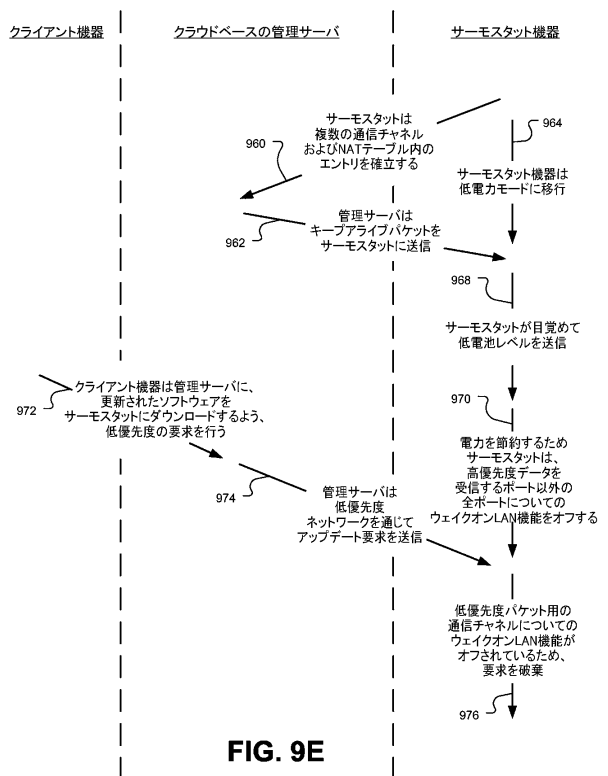 クライアント機器
クラウドベースの管理サーバ
サーモスタット機器
サーモスタットは
複数の通信チャネル
およびNATテーブル内の
エントリを確立する
960
964
サーモスタット機器は
低電力モードに移行
管理サーバは
キープアライブパケットを
サーモスタットに送信
962
968
サーモスタットが目覚めて
低電池レベルを送信
クライアント機器は管理サーバに、
更新されたソフトウェアを
サーモスタットにダウンロードするよう、
低優先度の要求を行う
972
970
電力を節約するため
サーモスタットは、
高優先度データを
受信するポート以外の
全ポートについての
ウェイクオンLAN機能をオフする
974
管理サーバは
低優先度
ネットワークを通じて
アップデート要求を送信
低優先度パケット用の
通信チャネルについての
ウェイクオンLAN機能が
オフされているため、
要求を破棄
976
FIG. 9E